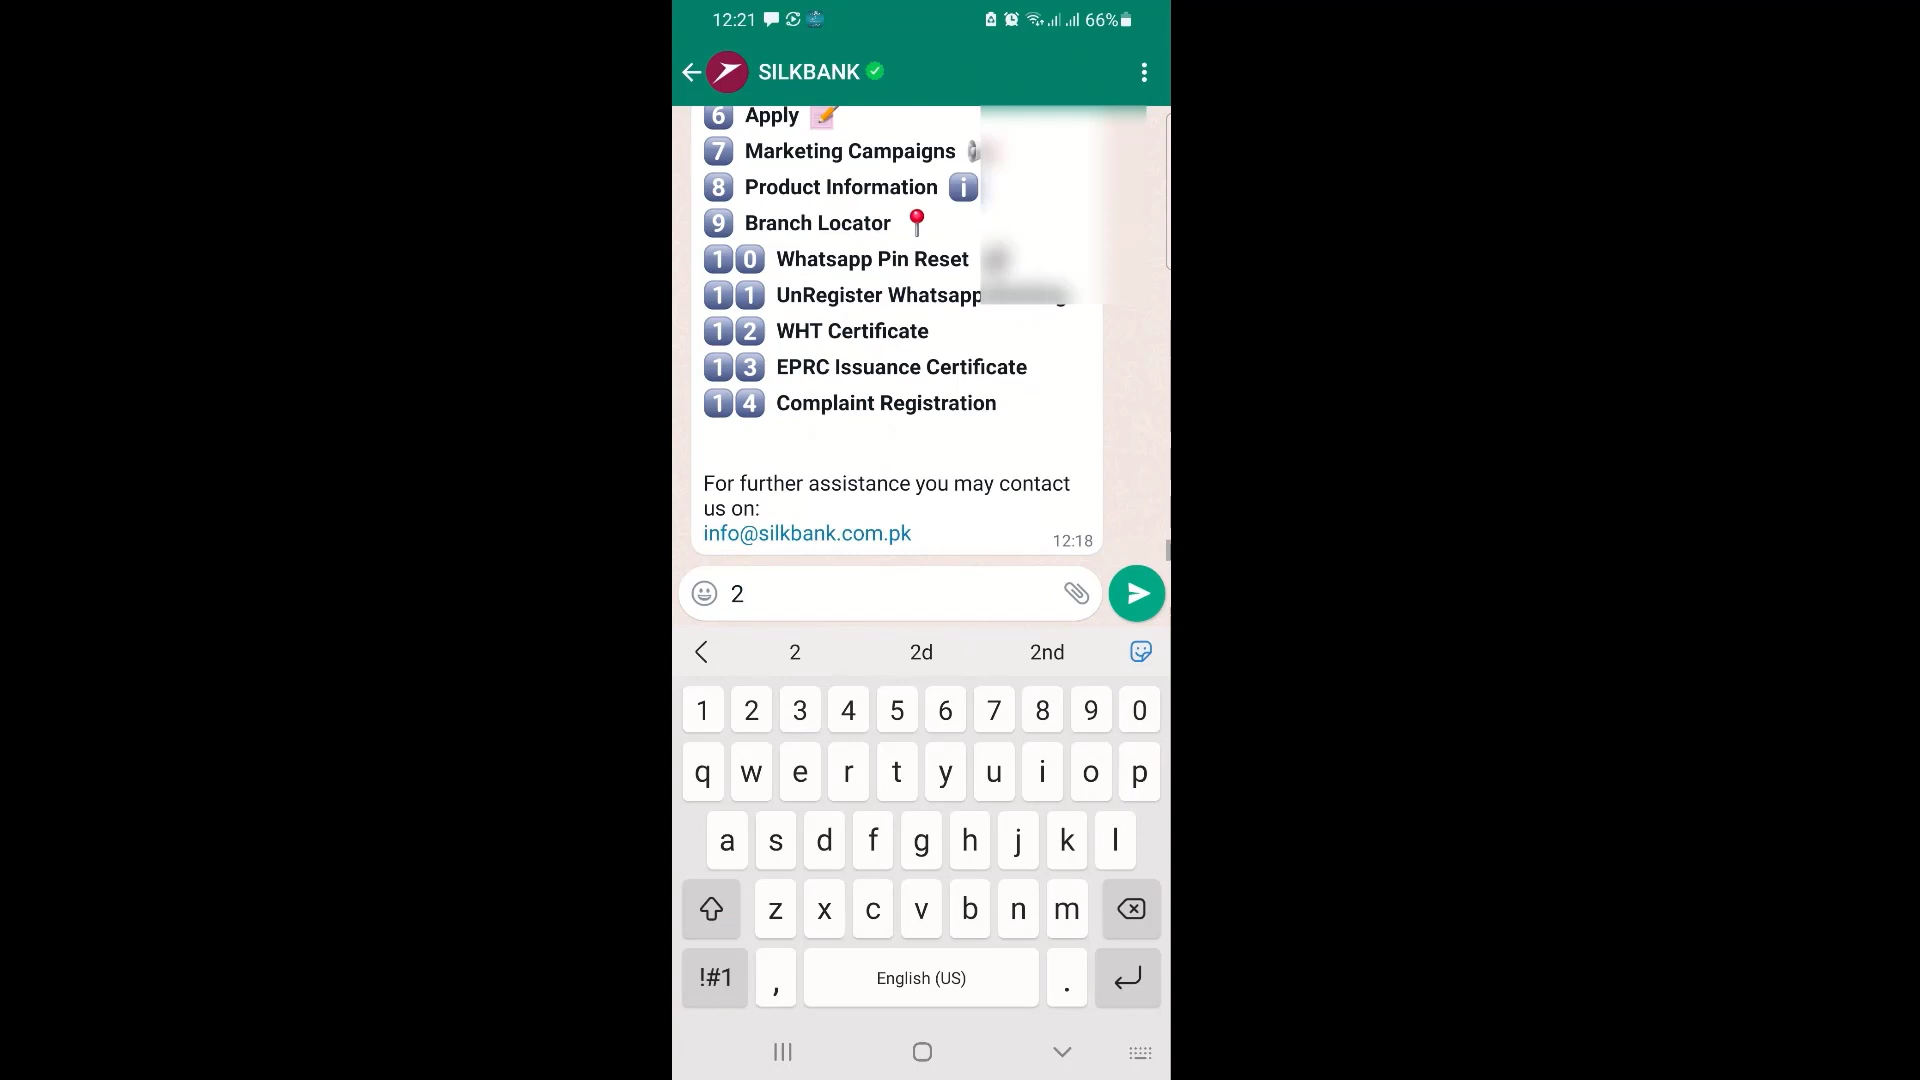 12:21 66%
SILKBANK
6 Apply
7 Marketing Campaigns
8 Product Information i
9 Branch Locator
10 Whatsapp Pin Reset
11 UnRegister Whatsapp
12 WHT Certificate
13 EPRC Issuance Certificate
14 Complaint Registration
For further assistance you may contact
us on:
info@silkbank.com.pk
12:18
2
2 2d 2nd
1 2 3 4 5 6 7 8 9 0
q w e r t y u i o p
a s d f g h j k l
z x c v b n m
!#1 , English (US) .